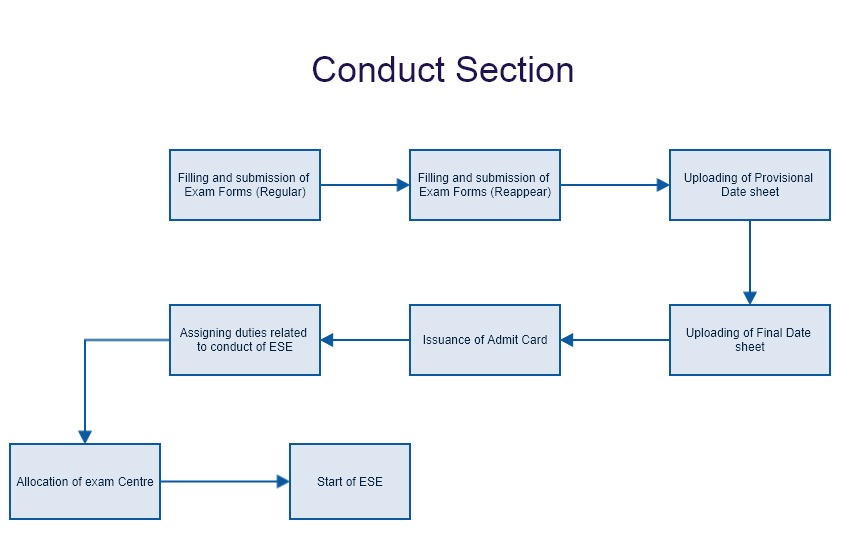 Conduct Section
Filling and submission of
Exam Forms (Regular)
Filling and submission of
Exam Forms (Reappear)
Uploading of Provisional
Date sheet
Uploading of Final Date
sheet
Issuance of Admit Card
Assigning duties related
to conduct of ESE
Allocation of exam Centre
Start of ESE